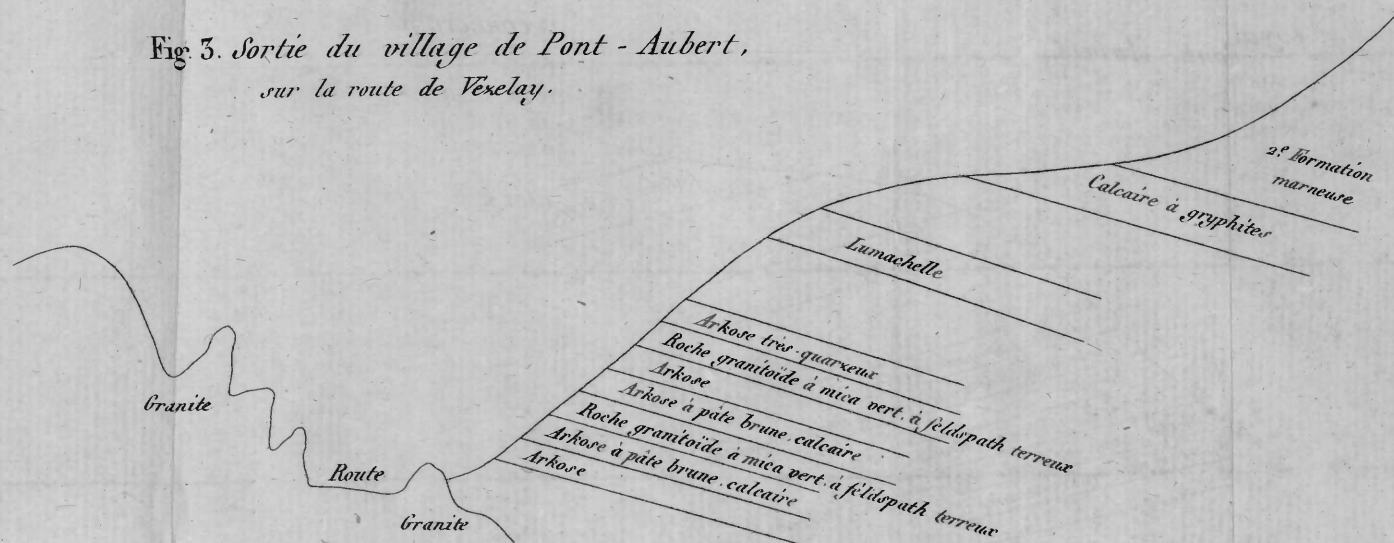 Fig. 3. Sortie du village de Pont-Aubert,
sur la route de Vezelay.
2.e Formation
marneuse
Calcaire à gryphites
Lumachelle
Arkose très-quarzeux
Roche granitoïde à mica vert. à feldspath terreux
Arkose
Arkose à pâte brune. calcaire
Roche granitoïde à mica vert. à feldspath terreux
Arkose à pâte brune. calcaire
Arkose
Granite
Route
Granite